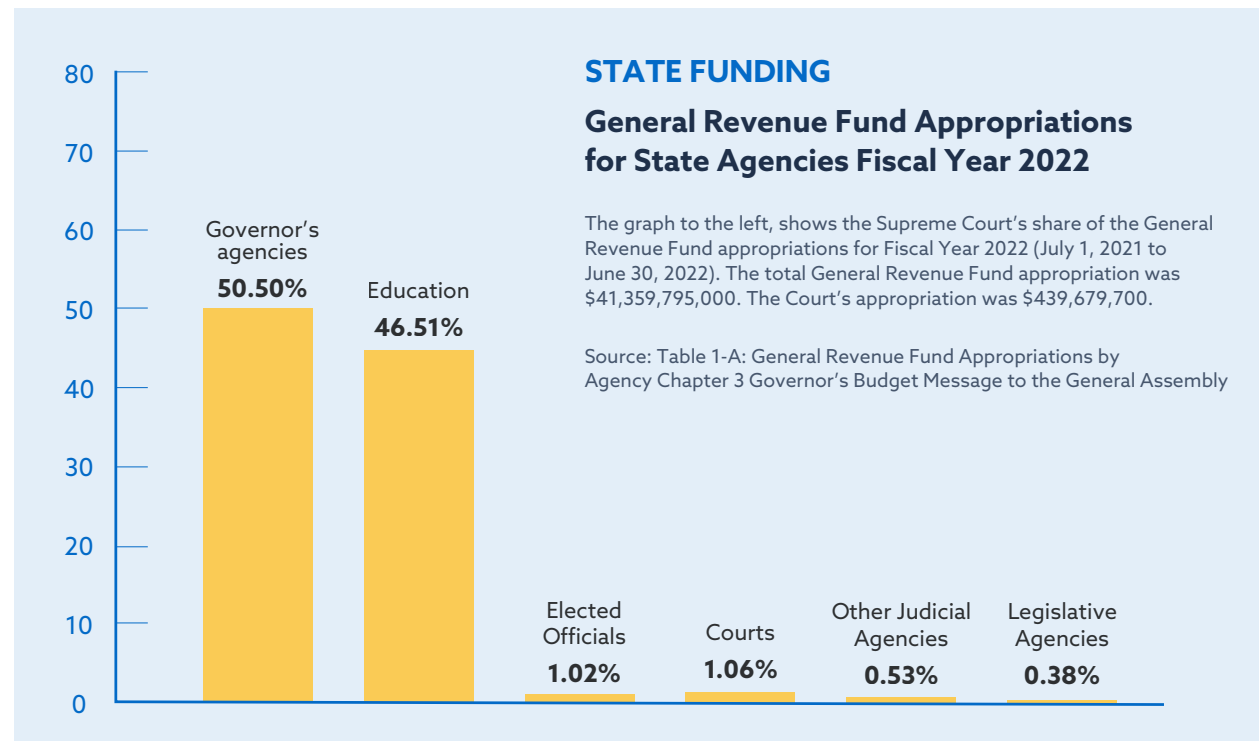 STATE FUNDING
General Revenue Fund Appropriations
for State Agencies Fiscal Year 2022
The graph to the left, shows the Supreme Court's share of the General
Revenue Fund appropriations for Fiscal Year 2022 (July 1, 2021 to
June 30, 2022). The total General Revenue Fund appropriation was
$41,359,795,000. The Court's appropriation was $439,679,700.
Source: Table 1-A: General Revenue Fund Appropriations by
Agency Chapter 3 Governor's Budget Message to the General Assembly
80
70
60
50
40
30
20
10
0
Governor's
agencies
50.50%
Education
46.51%
Elected
Officials
1.02%
Courts
1.06%
Other Judicial
Agencies
0.53%
Legislative
Agencies
0.38%